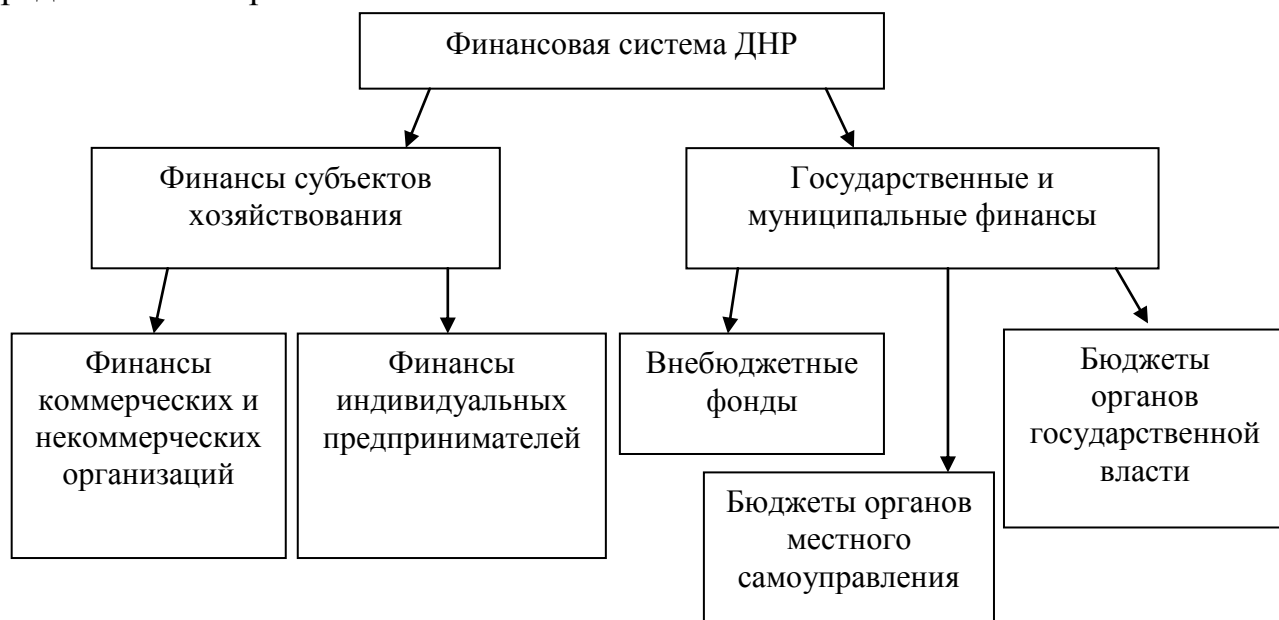 Финансовая система ДНР
Финансы субъектов
хозяйствования
Государственные и
муниципальные финансы
Финансы
коммерческих и
некоммерческих
организаций
Финансы
индивидуальных
предпринимателей
Внебюджетные
фонды
Бюджеты органов
местного
самоуправления
Бюджеты
органов
государственной
власти